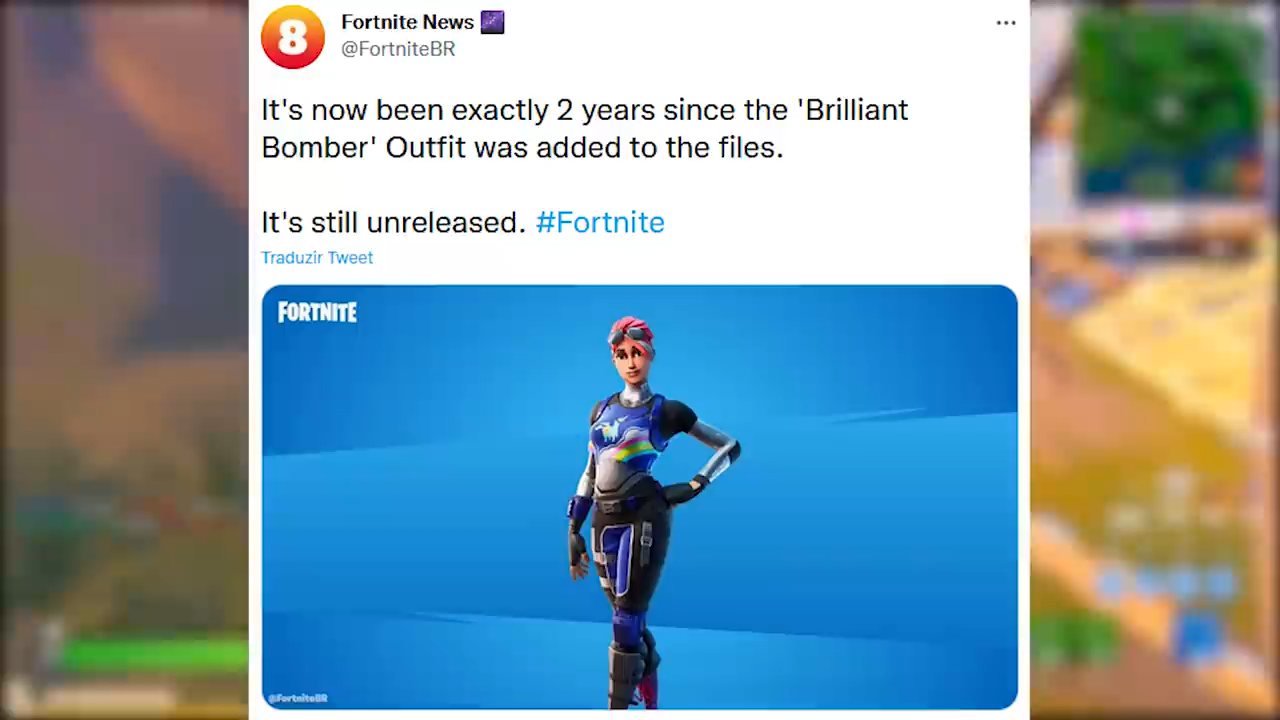 8
Fortnite News
@FortniteBR
It's now been exactly 2 years since the 'Brilliant
Bomber' Outfit was added to the files.
It's still unreleased. #Fortnite
Traduzir Tweet
FORTNITE
@FortniteBR